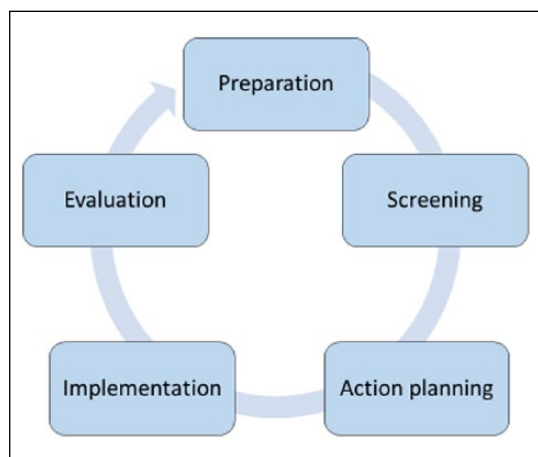 Preparation
Screening
Action planning
Implementation
Evaluation